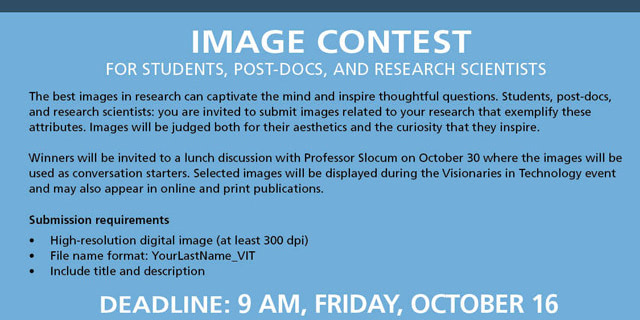 IMAGE CONTEST
FOR STUDENTS, POST-DOCS, AND RESEARCH SCIENTISTS
The best images in research can captivate the mind and inspire thoughtful questions. Students, post-docs,
and research scientists: you are invited to submit images related to your research that exemplify these
attributes. Images will be judged both for their aesthetics and the curiosity that they inspire.
Winners will be invited to a lunch discussion with Professor Slocum on October 30 where the images will be
used as conversation starters. Selected images will be displayed during the Visionaries in Technology event
and may also appear in online and print publications.
Submission requirements
• High-resolution digital image (at least 300 dpi)
• File name format: YourLastName_VIT
• Include title and description
DEADLINE: 9 AM, FRIDAY, OCTOBER 16